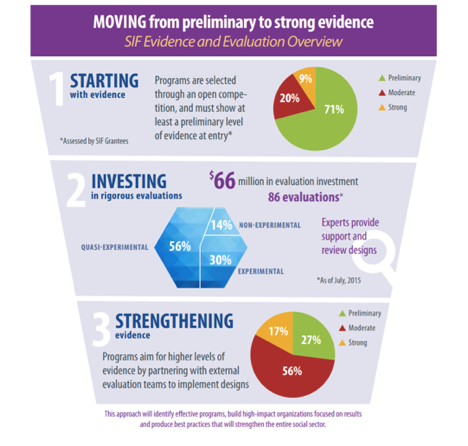 MOVING from preliminary to strong evidence
SIF Evidence and Evaluation Overview
1 STARTING
with evidence
*Assessed by SIF Grantees
Programs are selected
through an open compe-
tition, and must show at
least a preliminary level
of evidence at entry*
9%
20%
71%
Preliminary
Moderate
Strong
2 INVESTING
in rigorous evaluations
$66 million in evaluation investment
86 evaluations*
QUASI-EXPERIMENTAL
56%
14%
NON-EXPERIMENTAL
30%
EXPERIMENTAL
Experts provide
support and
review designs
*As of July, 2015
3 STRENGTHENING
evidence
Programs aim for higher levels of
evidence by partnering with external
evaluation teams to implement designs
17%
27%
56%
Preliminary
Moderate
Strong
This approach will identify effective programs, build high-impact organizations focused on results
and produce best practices that will strengthen the entire social sector.